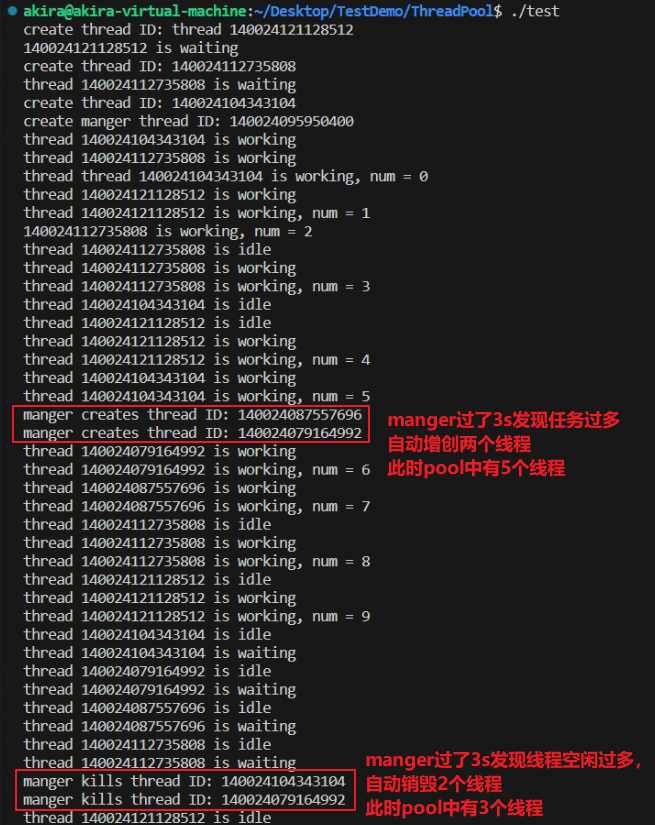 akira@akira-virtual-machine:~/Desktop/TestDemo/ThreadPool$ ./test
create thread ID: thread 140024121128512
140024121128512 is waiting
create thread ID: 140024112735808
thread 140024112735808 is waiting
create thread ID: 140024104343104
create manger thread ID: 140024095950400
thread 140024104343104 is working
thread 140024112735808 is working
thread thread 140024104343104 is working, num = 0
thread 140024121128512 is working
thread 140024121128512 is working, num = 1
140024112735808 is working, num = 2
thread 140024112735808 is idle
thread 140024112735808 is working
thread 140024112735808 is working, num = 3
thread 140024104343104 is idle
thread 140024121128512 is idle
thread 140024121128512 is working
thread 140024121128512 is working, num = 4
thread 140024104343104 is working
thread 140024104343104 is working, num = 5
manger creates thread ID: 140024087557696
manger creates thread ID: 140024079164992
manger过了3s发现任务过多
自动增创两个线程
此时pool中有5个线程
thread 140024079164992 is working
thread 140024079164992 is working, num = 6
thread 140024087557696 is working
thread 140024087557696 is working, num = 7
thread 140024112735808 is idle
thread 140024112735808 is working
thread 140024112735808 is working, num = 8
thread 140024121128512 is idle
thread 140024121128512 is working
thread 140024121128512 is working, num = 9
thread 140024104343104 is idle
thread 140024104343104 is waiting
thread 140024079164992 is idle
thread 140024079164992 is waiting
thread 140024087557696 is idle
thread 140024087557696 is waiting
thread 140024112735808 is idle
thread 140024112735808 is waiting
manger kills thread ID: 140024104343104
manger kills thread ID: 140024079164992
manger过了3s发现线程空闲过多，
自动销毁2个线程
此时pool中有3个线程
thread 140024121128512 is idle